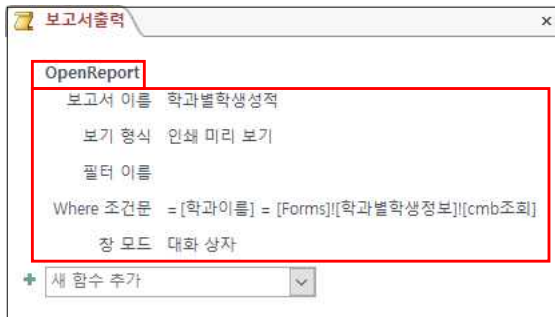 보고서출력 ×
OpenReport
보고서 이름 학과별학생성적
보기 형식 인쇄 미리 보기
필터 이름
Where 조건문 = [학과이름] = [Forms]![학과별학생정보]![cmb조회]
창 모드 대화 상자
새 함수 추가